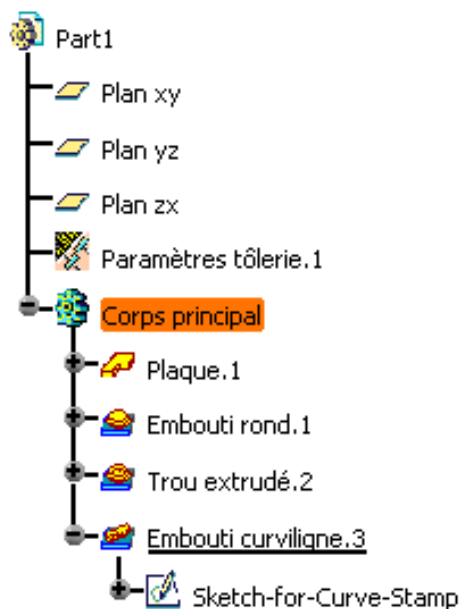 Part1
Plan xy
Plan yz
Plan zx
Paramètres tôlerie.1
Corps principal
Plaque.1
Embouti rond.1
Trou extrudé.2
Embouti curviligne.3
Sketch-for-Curve-Stamp